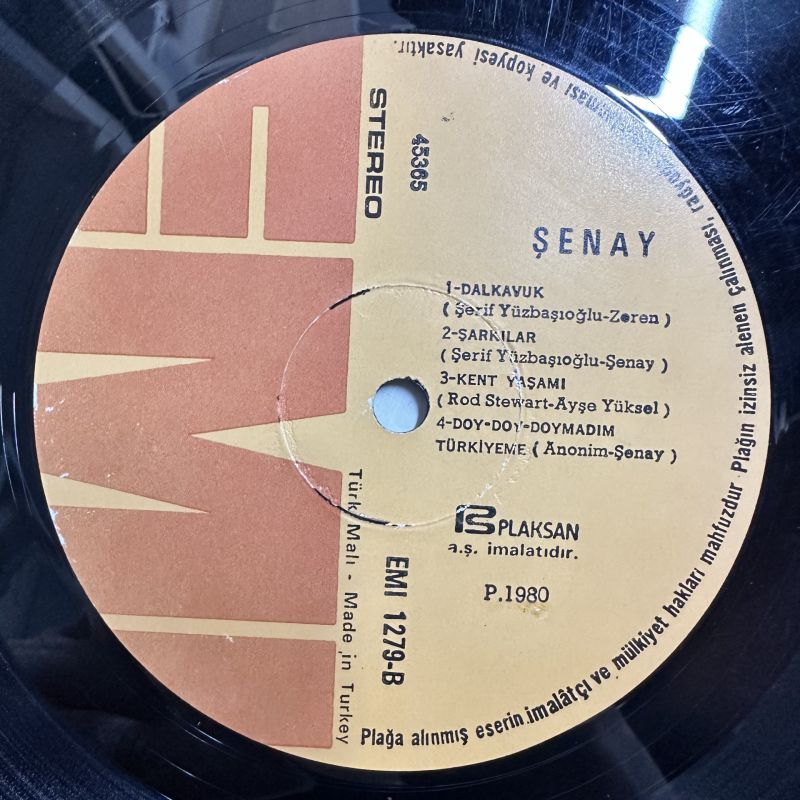 ŞENAY
1-DALKAVUK
( Şerif Yüzbaşıoğlu-Zeren )
2-ŞARKILAR
( Şerif Yüzbaşıoğlu-Şenay )
3-KENT YAŞAMI
( Rod Stewart-Ayşe Yüksel )
4-DOY-DOY-DOYMADIM
TÜRKİYEME ( Anonim-Şenay )
PLAKSAN
a.ş. imalatıdır.
P.1980
STEREO
45365
EMI
Türk Malı - Made in Turkey
EMI 1279-B
Plağa alınmış eserin imalâtçı ve mülkiyet hakları mahfuzdur Plağın izinsiz alenen çalınması, ve kopyesi yasaktır.